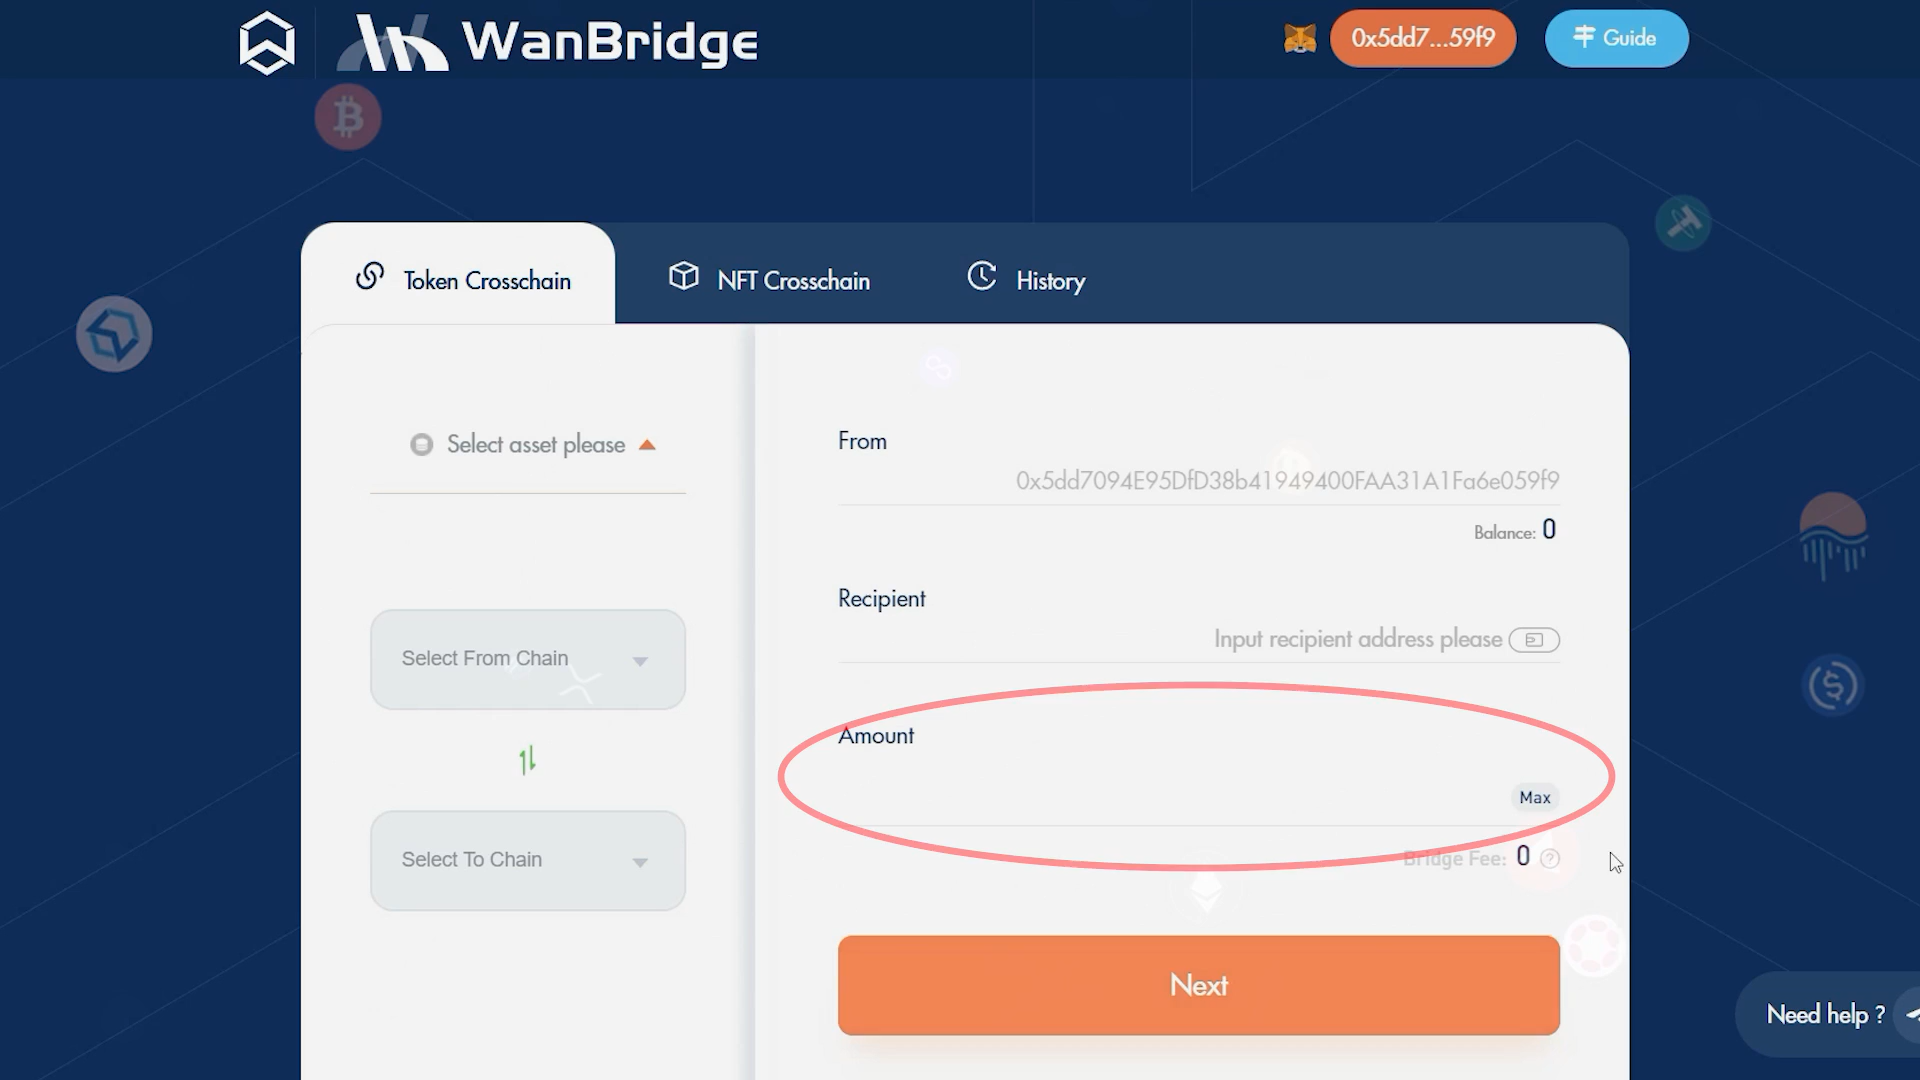 WanBridge
0x5dd7...59f9
Guide
Token Crosschain
NFT Crosschain
History
Select asset please
From
0x5dd7094E95DfD38b41949400FAA31A1Fa6e059f9
Balance: 0
Recipient
Input recipient address please
Select From Chain
Amount
Max
Select To Chain
Bridge Fee: 0
Next
Need help ?